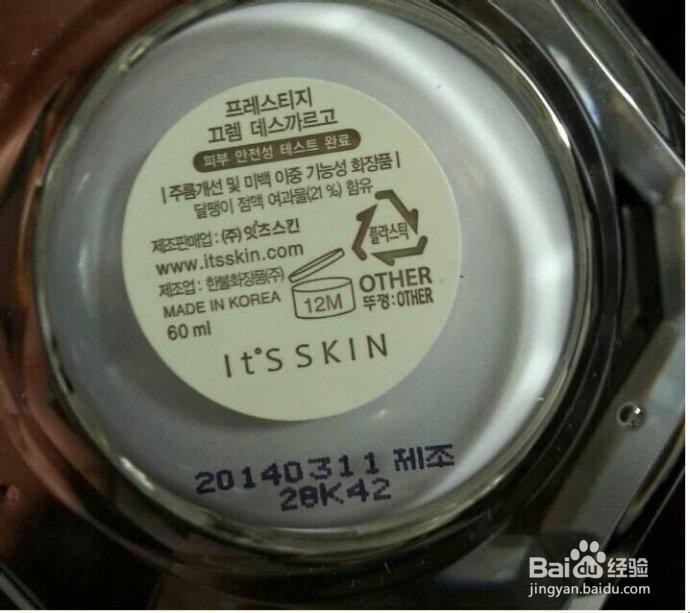 프레스티지
끄렘 데스까르고
피부 안전성 테스트 완료
| 주름개선 및 미백 이중 기능성 화장품 |
달팽이 점액 여과물(21 %) 함유
제조판매업 : (주) 잇츠스킨
www.itsskin.com
제조업 : 한불화장품(주)
MADE IN KOREA
60 ml
12M
플라스틱
OTHER
뚜껑: OTHER
It'S SKIN
20140311 제조
28K42
Baidu 经验
jingyan.baidu.com